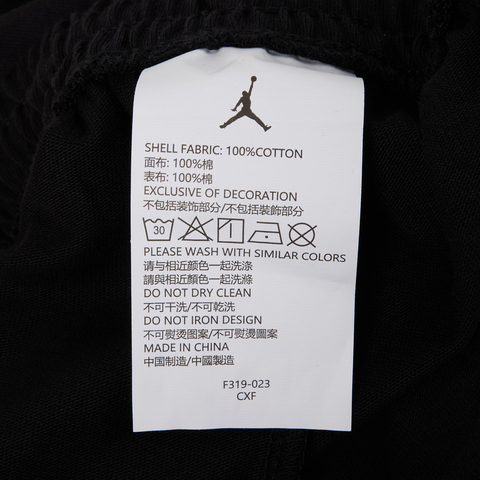 SHELL FABRIC: 100%COTTON
面布: 100%棉
表布: 100%棉
EXCLUSIVE OF DECORATION
不包括装饰部分/不包括裝飾部分
30
PLEASE WASH WITH SIMILAR COLORS
请与相近颜色一起洗涤
請與相近顏色一起洗滌
DO NOT DRY CLEAN
不可干洗/不可乾洗
DO NOT IRON DESIGN
不可熨烫图案/不可熨燙圖案
MADE IN CHINA
中国制造/中國製造
F319-023
CXF